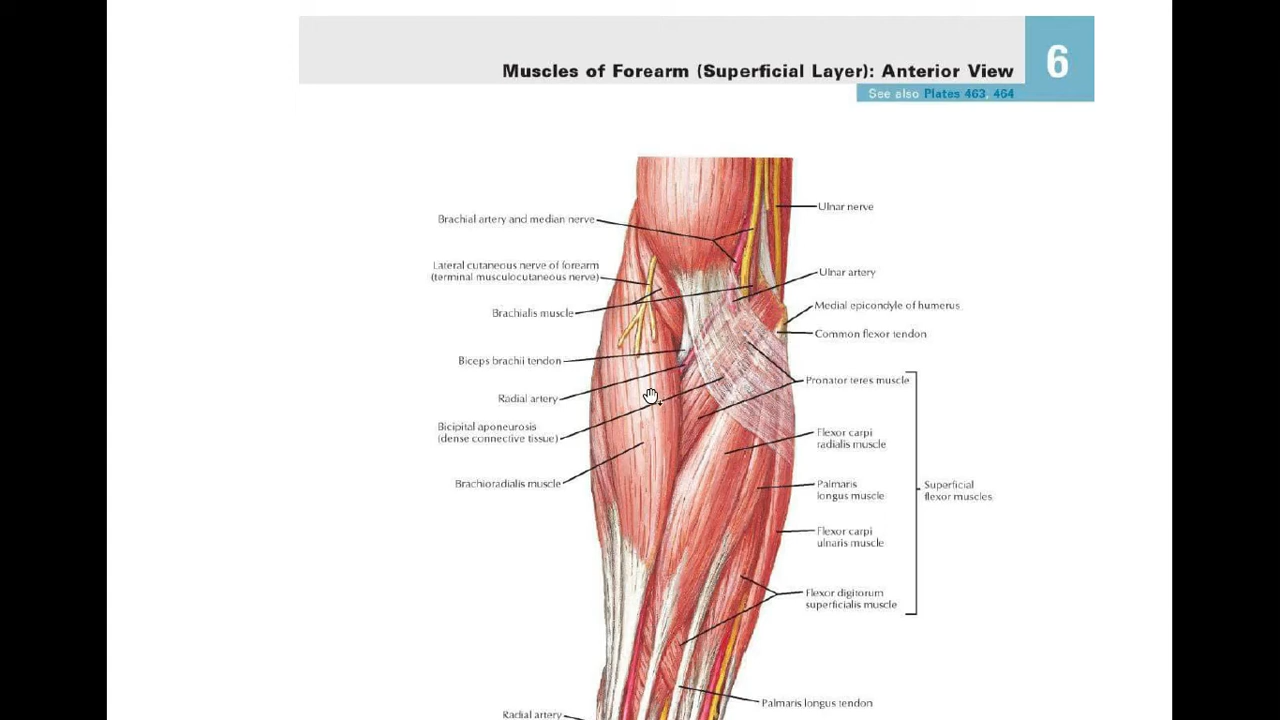 Muscles of Forearm (Superficial Layer): Anterior View
6
See also Plates 463, 464
Brachial artery and median nerve
Lateral cutaneous nerve of forearm
(terminal musculocutaneous nerve)
Brachialis muscle
Biceps brachii tendon
Radial artery
Bicipital aponeurosis
(dense connective tissue)
Brachioradialis muscle
Radial artery
Ulnar nerve
Ulnar artery
Medial epicondyle of humerus
Common flexor tendon
Pronator teres muscle
Flexor carpi
radialis muscle
Palmaris
longus muscle
Flexor carpi
ulnaris muscle
Flexor digitorum
superficialis muscle
Superficial
flexor muscles
Palmaris longus tendon